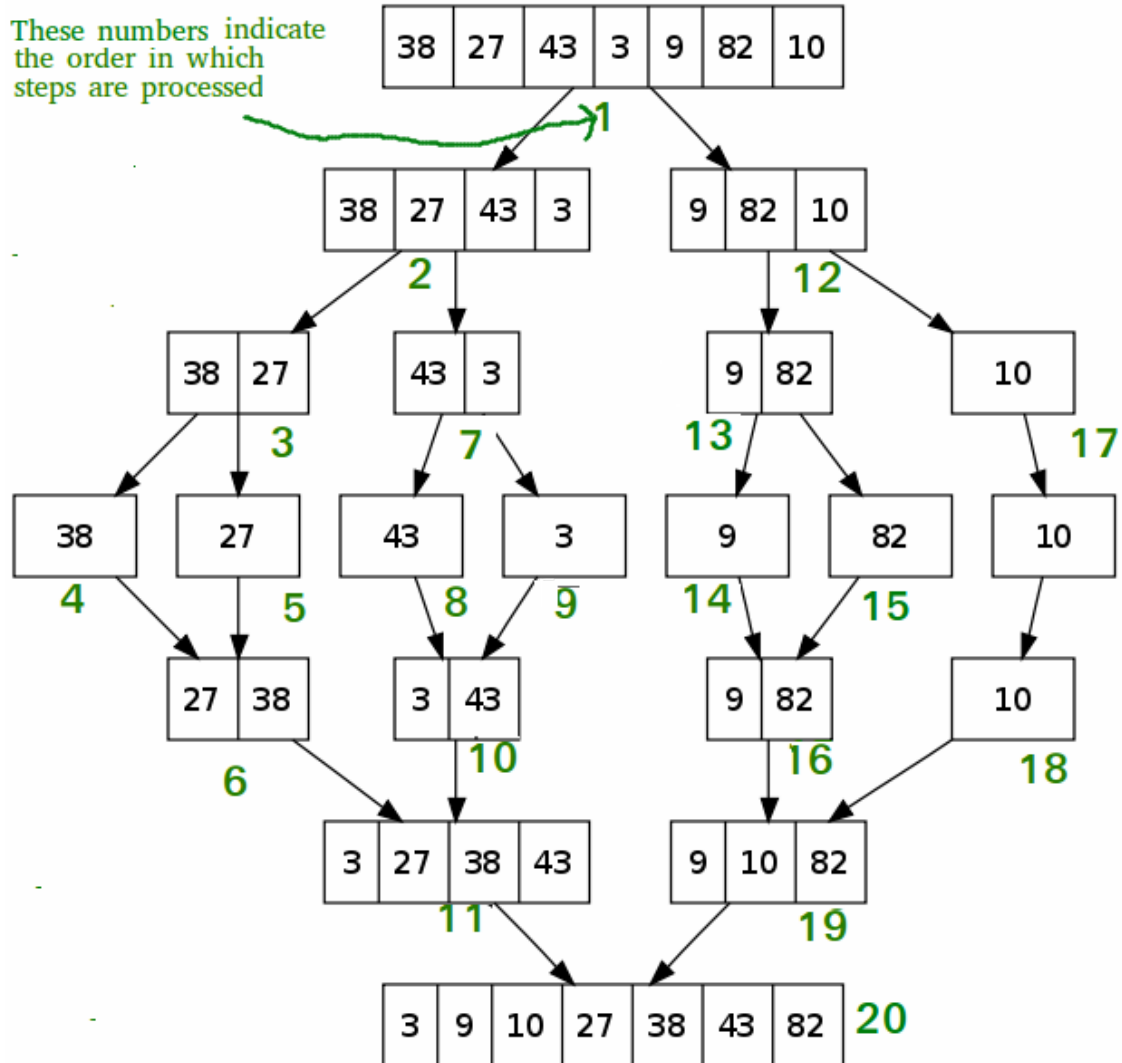 These numbers indicate
the order in which
steps are processed
38 27 43 3 9 82 10
1
38 27 43 3 9 82 10
2 12
38 27 43 3 9 82 10
3 7 13 17
38 27 43 3 9 82 10
4 5 8 9 14 15
27 38 3 43 9 82 10
6 10 16 18
3 27 38 43 9 10 82
11 19
3 9 10 27 38 43 82 20